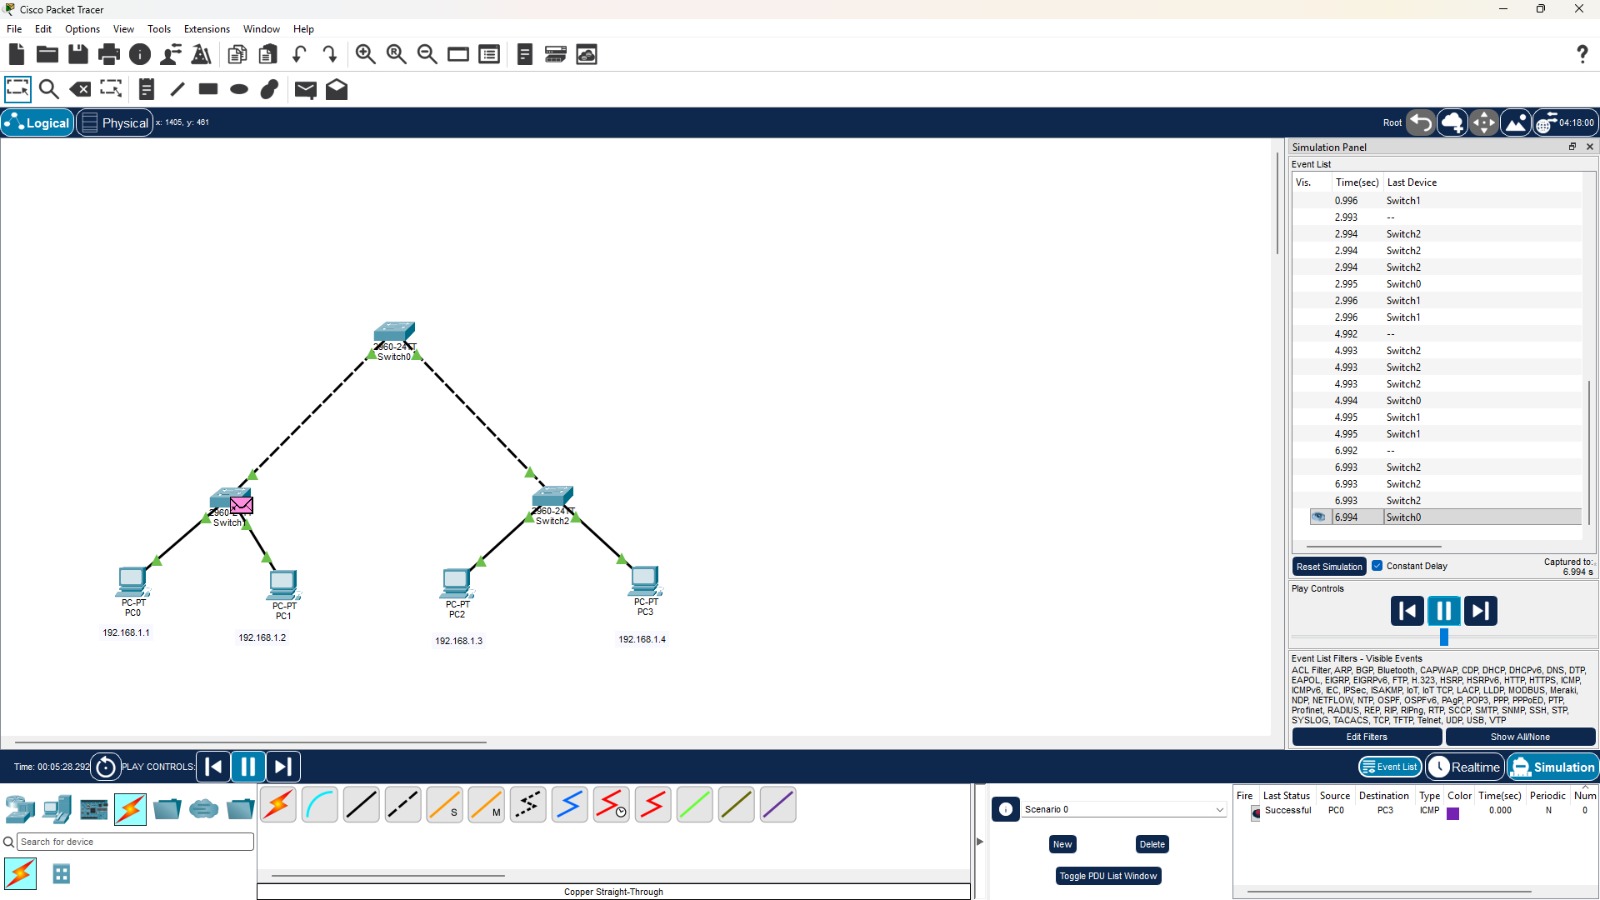 Cisco Packet Tracer
File Edit Options View Tools Extensions Window Help
Logical Physical x: 1405, y: 461 Root 04:18:00
Simulation Panel
Event List
Vis. Time(sec) Last Device
0.996 Switch1
2.993 --
2.994 Switch2
2.994 Switch2
2.994 Switch2
2.995 Switch0
2.996 Switch1
2.996 Switch1
4.992 --
4.993 Switch2
4.993 Switch2
4.993 Switch2
4.994 Switch0
4.995 Switch1
4.995 Switch1
6.992 --
6.993 Switch2
6.993 Switch2
6.993 Switch2
6.994 Switch0
Reset Simulation Constant Delay Captured to:
6.994 s
Play Controls
Event List Filters - Visible Events
ACL Filter, ARP, BGP, Bluetooth, CAPWAP, CDP, DHCP, DHCPv6, DNS, DTP,
EAPOL, EIGRP, EIGRPv6, FTP, H.323, HSRP, HSRPv6, HTTP, HTTPS, ICMP,
ICMPv6, IEC, IPSec, ISAKMP, IoT, IoT TCP, LACP, LLDP, MODBUS, Meraki,
NDP, NETFLOW, NTP, OSPF, OSPFv6, PAgP, POP3, PPP, PPPoED, PTP,
Profinet, RADIUS, REP, RIP, RIPng, RTP, SCCP, SMTP, SNMP, SSH, STP,
SYSLOG, TACACS, TCP, TFTP, Telnet, UDP, USB, VTP
Edit Filters Show All/None
2960-24TT
Switch0
Switch1
2960-24TT
Switch2
PC-PT
PC0
PC-PT
PC1
PC-PT
PC2
PC-PT
PC3
192.168.1.1
192.168.1.2
192.168.1.3
192.168.1.4
Time: 00:05:28.292 PLAY CONTROLS: Event List Realtime Simulation
Search for device
S
M
Copper Straight-Through
Scenario 0
New Delete
Toggle PDU List Window
Fire Last Status Source Destination Type Color Time(sec) Periodic Num
Successful PC0 PC3 ICMP 0.000 N 0